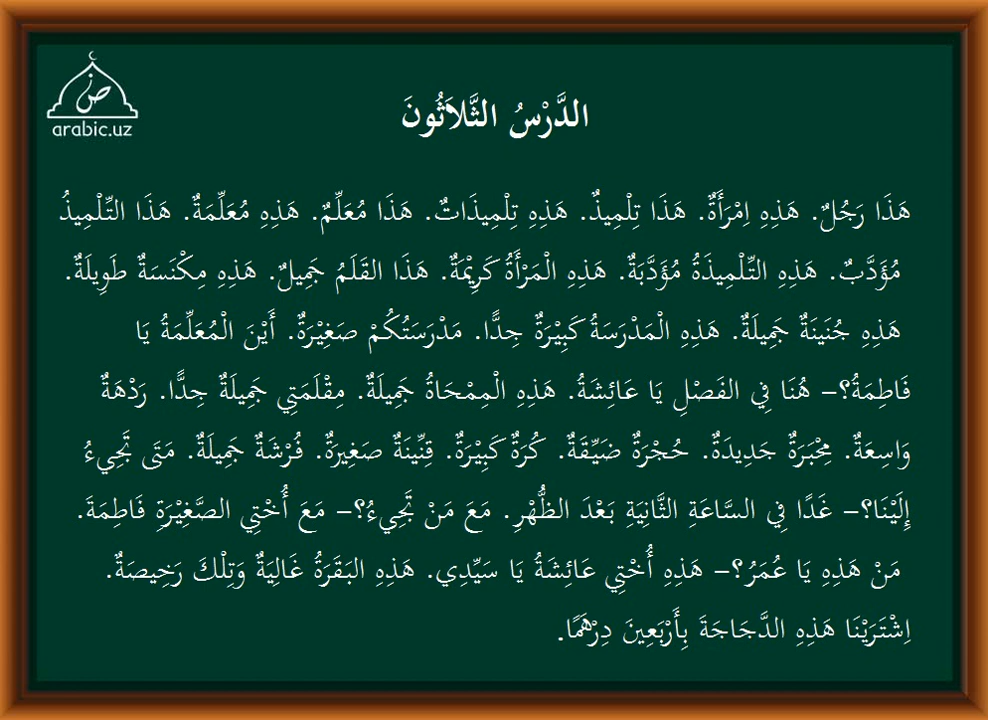 ض
arabic.uz
الدَّرْسُ الثَّلَاثُونَ
هَذَا رَجُلٌ. هَذِهِ اِمْرَأَةٌ. هَذَا تِلْمِيذٌ. هَذِهِ تِلْمِيذَاتٌ. هَذَا مُعَلِّمٌ. هَذِهِ مُعَلِّمَةٌ. هَذَا التِّلْمِيذُ
مُؤَدَّبٌ. هَذِهِ التِّلْمِيذَةُ مُؤَدَّبَةٌ. هَذِهِ الْمَرْأَةُ كَرِيْمَةٌ. هَذَا القَلَمُ جَمِيلٌ. هَذِهِ مِكْنَسَةٌ طَوِيلَةٌ.
هَذِهِ جُنَينَةٌ جَمِيلَةٌ. هَذِهِ الْمَدْرَسَةُ كَبِيْرَةٌ جِدًّا. مَدْرَسَتُكُمْ صَغِيْرَةٌ. أَيْنَ الْمُعَلِّمَةُ يَا
فَاطِمَةُ؟– هُنَا فِي الفَصْلِ يَا عَائِشَةُ. هَذِهِ الْمِمْحَاةُ جَمِيلَةٌ. مِقْلَمَتِي جَمِيلَةٌ جِدًّا. رَدْهَةٌ
وَاسِعَةٌ. مِحْبَرَةٌ جَدِيدَةٌ. حُجْرَةٌ ضَيِّقَةٌ. كُرَةٌ كَبِيْرَةٌ. قِنِّينَةٌ صَغِيرَةٌ. فُرْشَةٌ جَمِيلَةٌ. مَتَى تَجِيءُ
إِلَيْنَا؟– غَدًا فِي السَّاعَةِ الثَّانِيَةِ بَعْدَ الظُّهْرِ. مَعَ مَنْ تَجِيءُ؟– مَعَ أُخْتِي الصَّغِيْرَةِ فَاطِمَةَ.
مَنْ هَذِهِ يَا عُمَرُ؟– هَذِهِ أُخْتِي عَائِشَةُ يَا سَيِّدِي. هَذِهِ البَقَرَةُ غَالِيَةٌ وَتِلْكَ رَخِيصَةٌ.
اِشْتَرَيْنَا هَذِهِ الدَّجَاجَةَ بِأَرْبَعِينَ دِرْهَمًا.